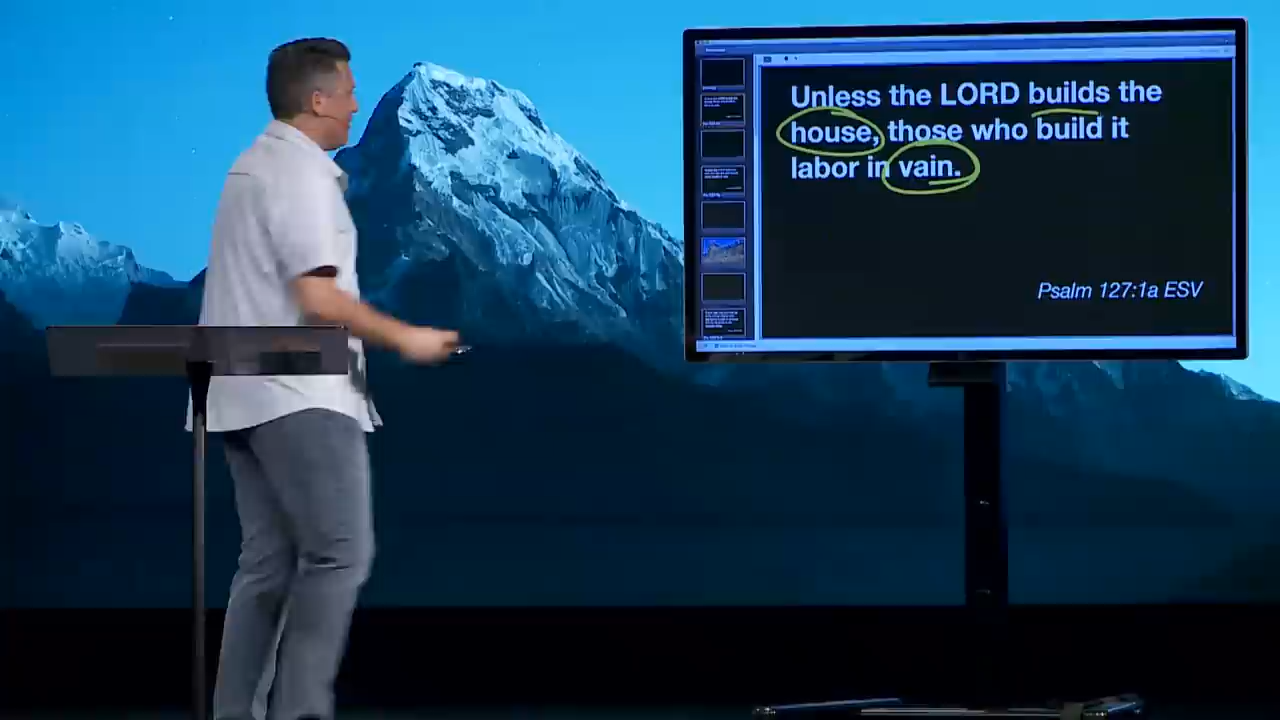 Unless the LORD builds the
house, those who build it
labor in vain.
Psalm 127:1a ESV